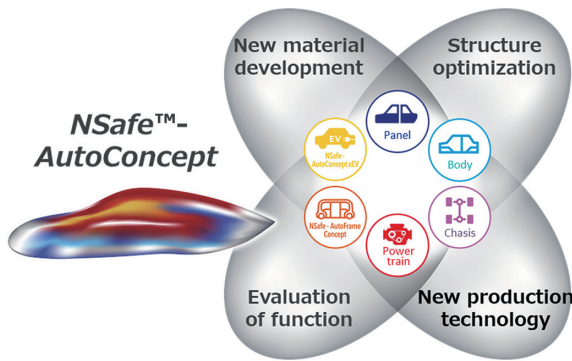 New material
development
Structure
optimization
NSafe™-
AutoConcept
EV
NSafe -
AutoConcept xEV
Panel
Body
NSafe - AutoFrame
Concept
Power
train
Chasis
Evaluation
of function
New production
technology